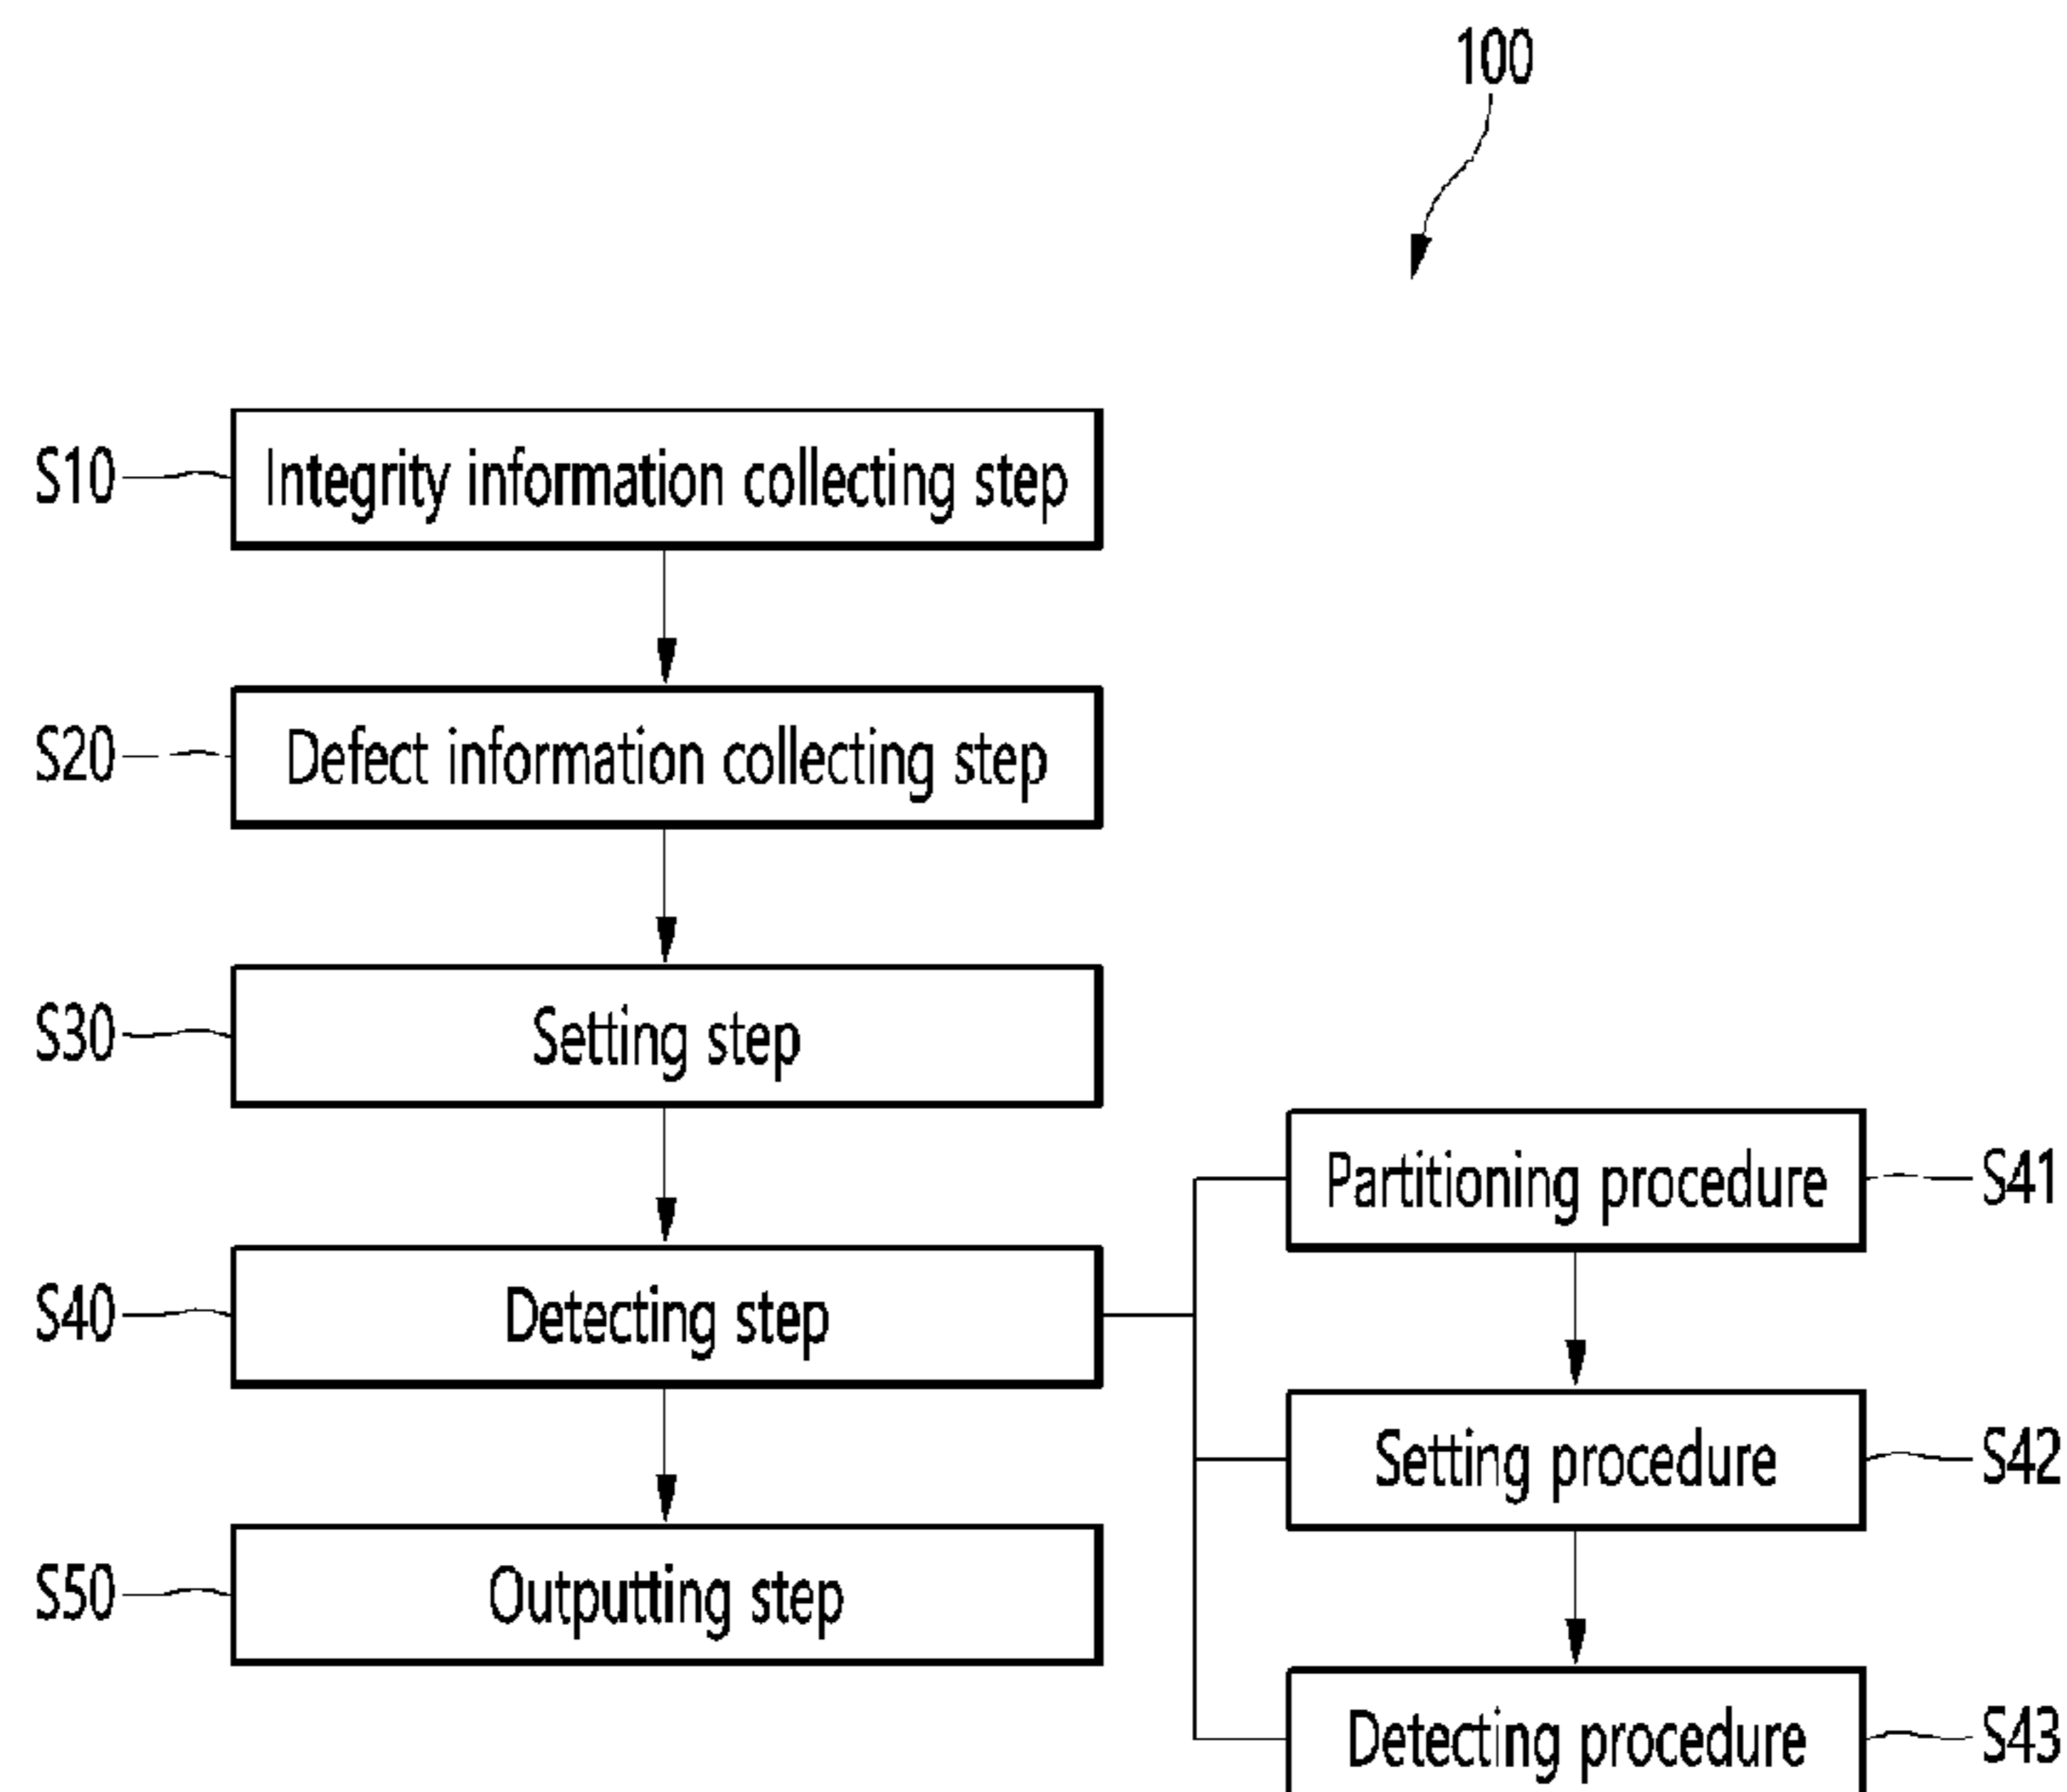 100
S10 Integrity information collecting step
S20 Defect information collecting step
S30 Setting step
Partitioning procedure S41
S40 Detecting step
Setting procedure S42
S50 Outputting step
Detecting procedure S43